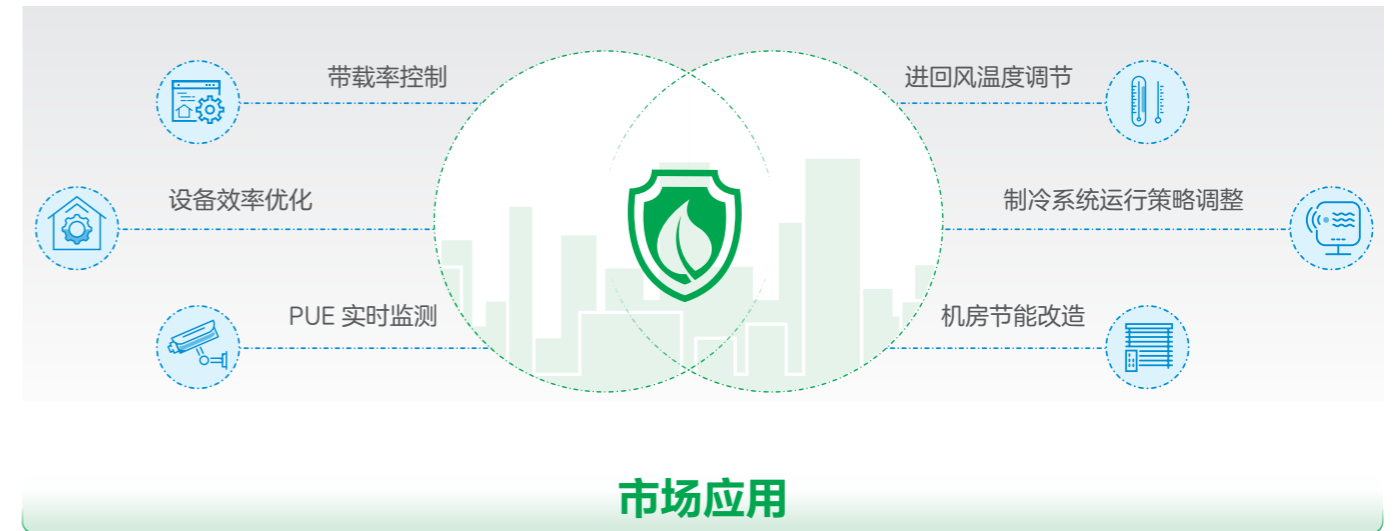 带载率控制
进回风温度调节
设备效率优化
制冷系统运行策略调整
PUE 实时监测
机房节能改造
市场应用